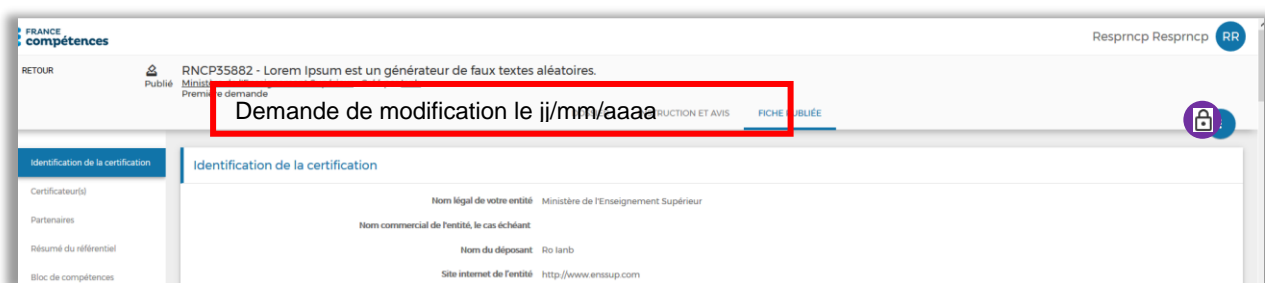 FRANCE
compétences
Resprncp Resprncp RR
RETOUR
Publié
RNCP35882 - Lorem Ipsum est un générateur de faux textes aléatoires.
Première demande
Demande de modification le jj/mm/aaaa
ET AVIS
FICHE PUBLIÉE
Identification de la certification
Certificateur(s)
Partenaires
Résumé du référentiel
Bloc de compétences
Identification de la certification
Nom légal de votre entité Ministère de l'Enseignement Supérieur
Nom commercial de l'entité, le cas échéant
Nom du déposant Ro Ianb
Site internet de l'entité http://www.enssup.com